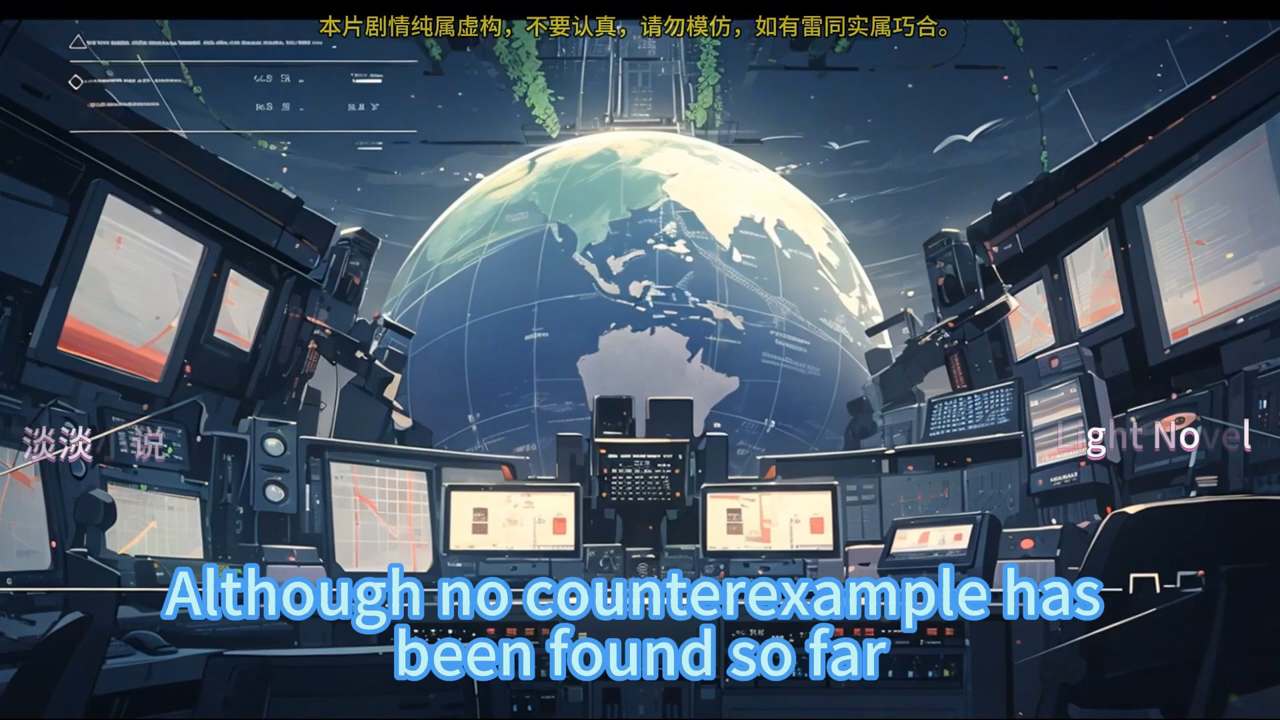 本片剧情纯属虚构，不要认真，请勿模仿，如有雷同实属巧合。
淡淡小说
Light Novel
Although no counterexample has
been found so far